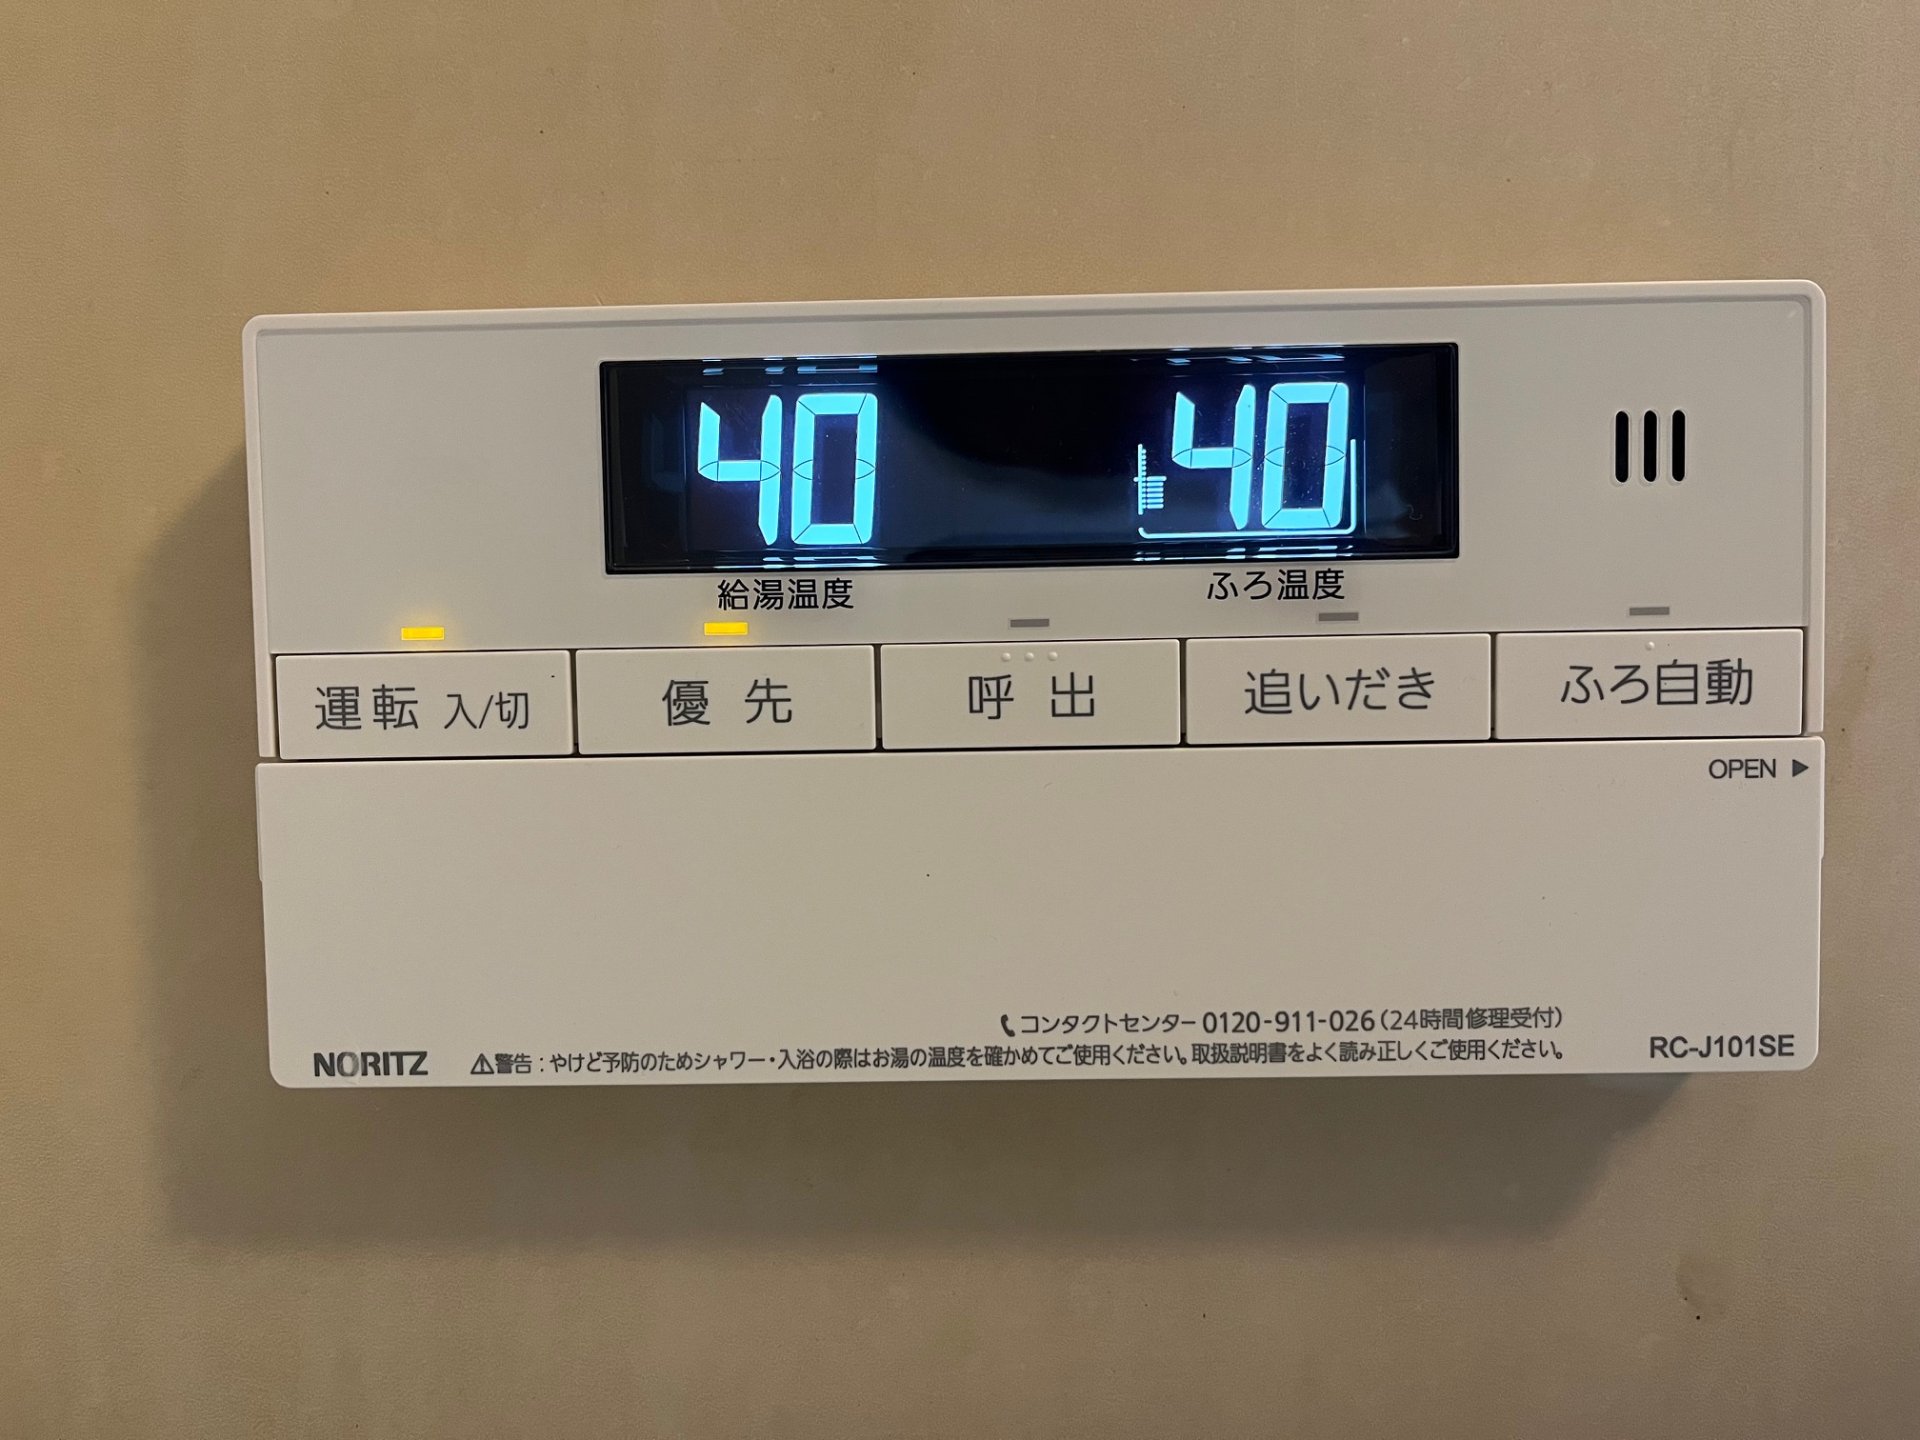 40 40
給湯温度 ふろ温度
運転 入/切 優先 呼出 追いだき ふろ自動
OPEN ▶
コンタクトセンター 0120-911-026(24時間修理受付)
NORITZ ⚠警告:やけど予防のためシャワー・入浴の際はお湯の温度を確かめてご使用ください。取扱説明書をよく読み正しくご使用ください。 RC-J101SE